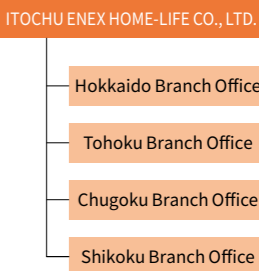 ITOCHU ENEX HOME-LIFE CO., LTD.
Hokkaido Branch Office
Tohoku Branch Office
Chugoku Branch Office
Shikoku Branch Office